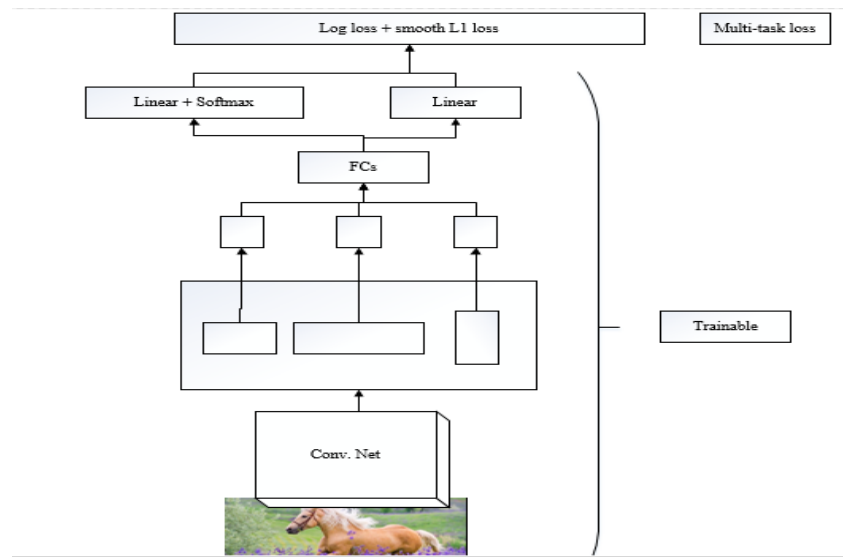 Log loss + smooth L1 loss
Multi-task loss
Linear + Softmax
Linear
FCs
Trainable
Conv. Net